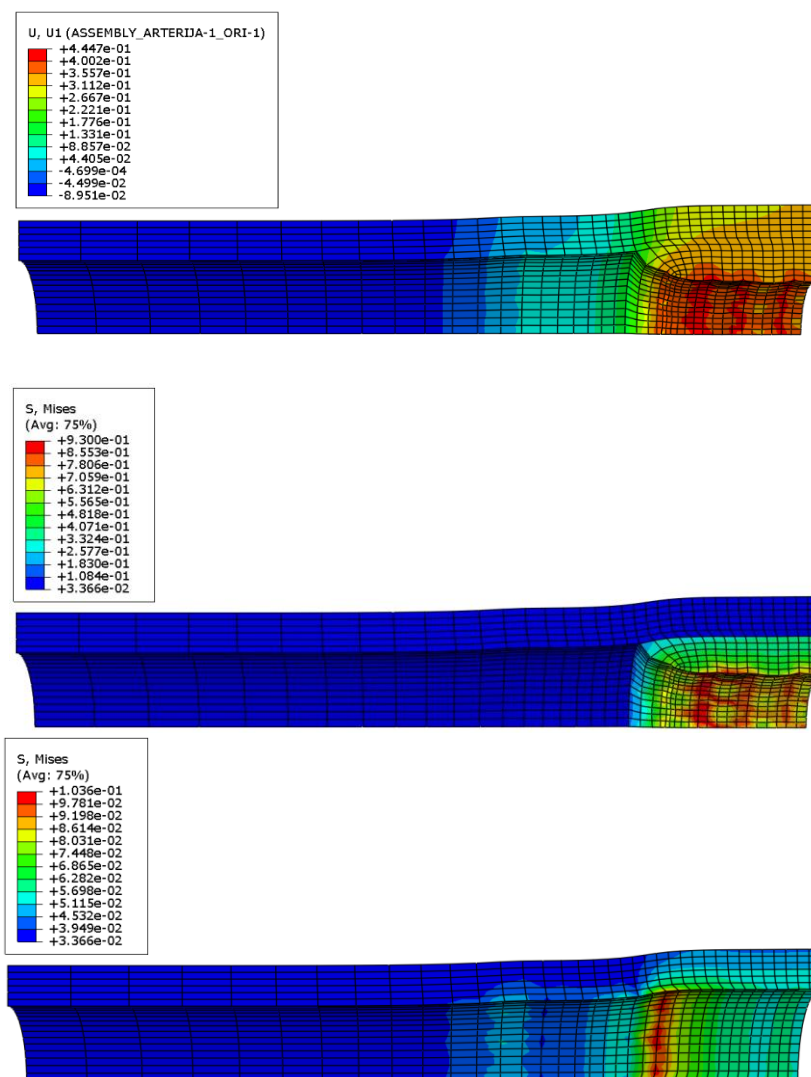 U, U1 (ASSEMBLY_ARTERIJA-1_ORI-1)
+4.447e-01
+4.002e-01
+3.557e-01
+3.112e-01
+2.667e-01
+2.221e-01
+1.776e-01
+1.331e-01
+8.857e-02
+4.405e-02
-4.699e-04
-4.499e-02
-8.951e-02
S, Mises
(Avg: 75%)
+9.300e-01
+8.553e-01
+7.806e-01
+7.059e-01
+6.312e-01
+5.565e-01
+4.818e-01
+4.071e-01
+3.324e-01
+2.577e-01
+1.830e-01
+1.084e-01
+3.366e-02
S, Mises
(Avg: 75%)
+1.036e-01
+9.781e-02
+9.198e-02
+8.614e-02
+8.031e-02
+7.448e-02
+6.865e-02
+6.282e-02
+5.698e-02
+5.115e-02
+4.532e-02
+3.949e-02
+3.366e-02